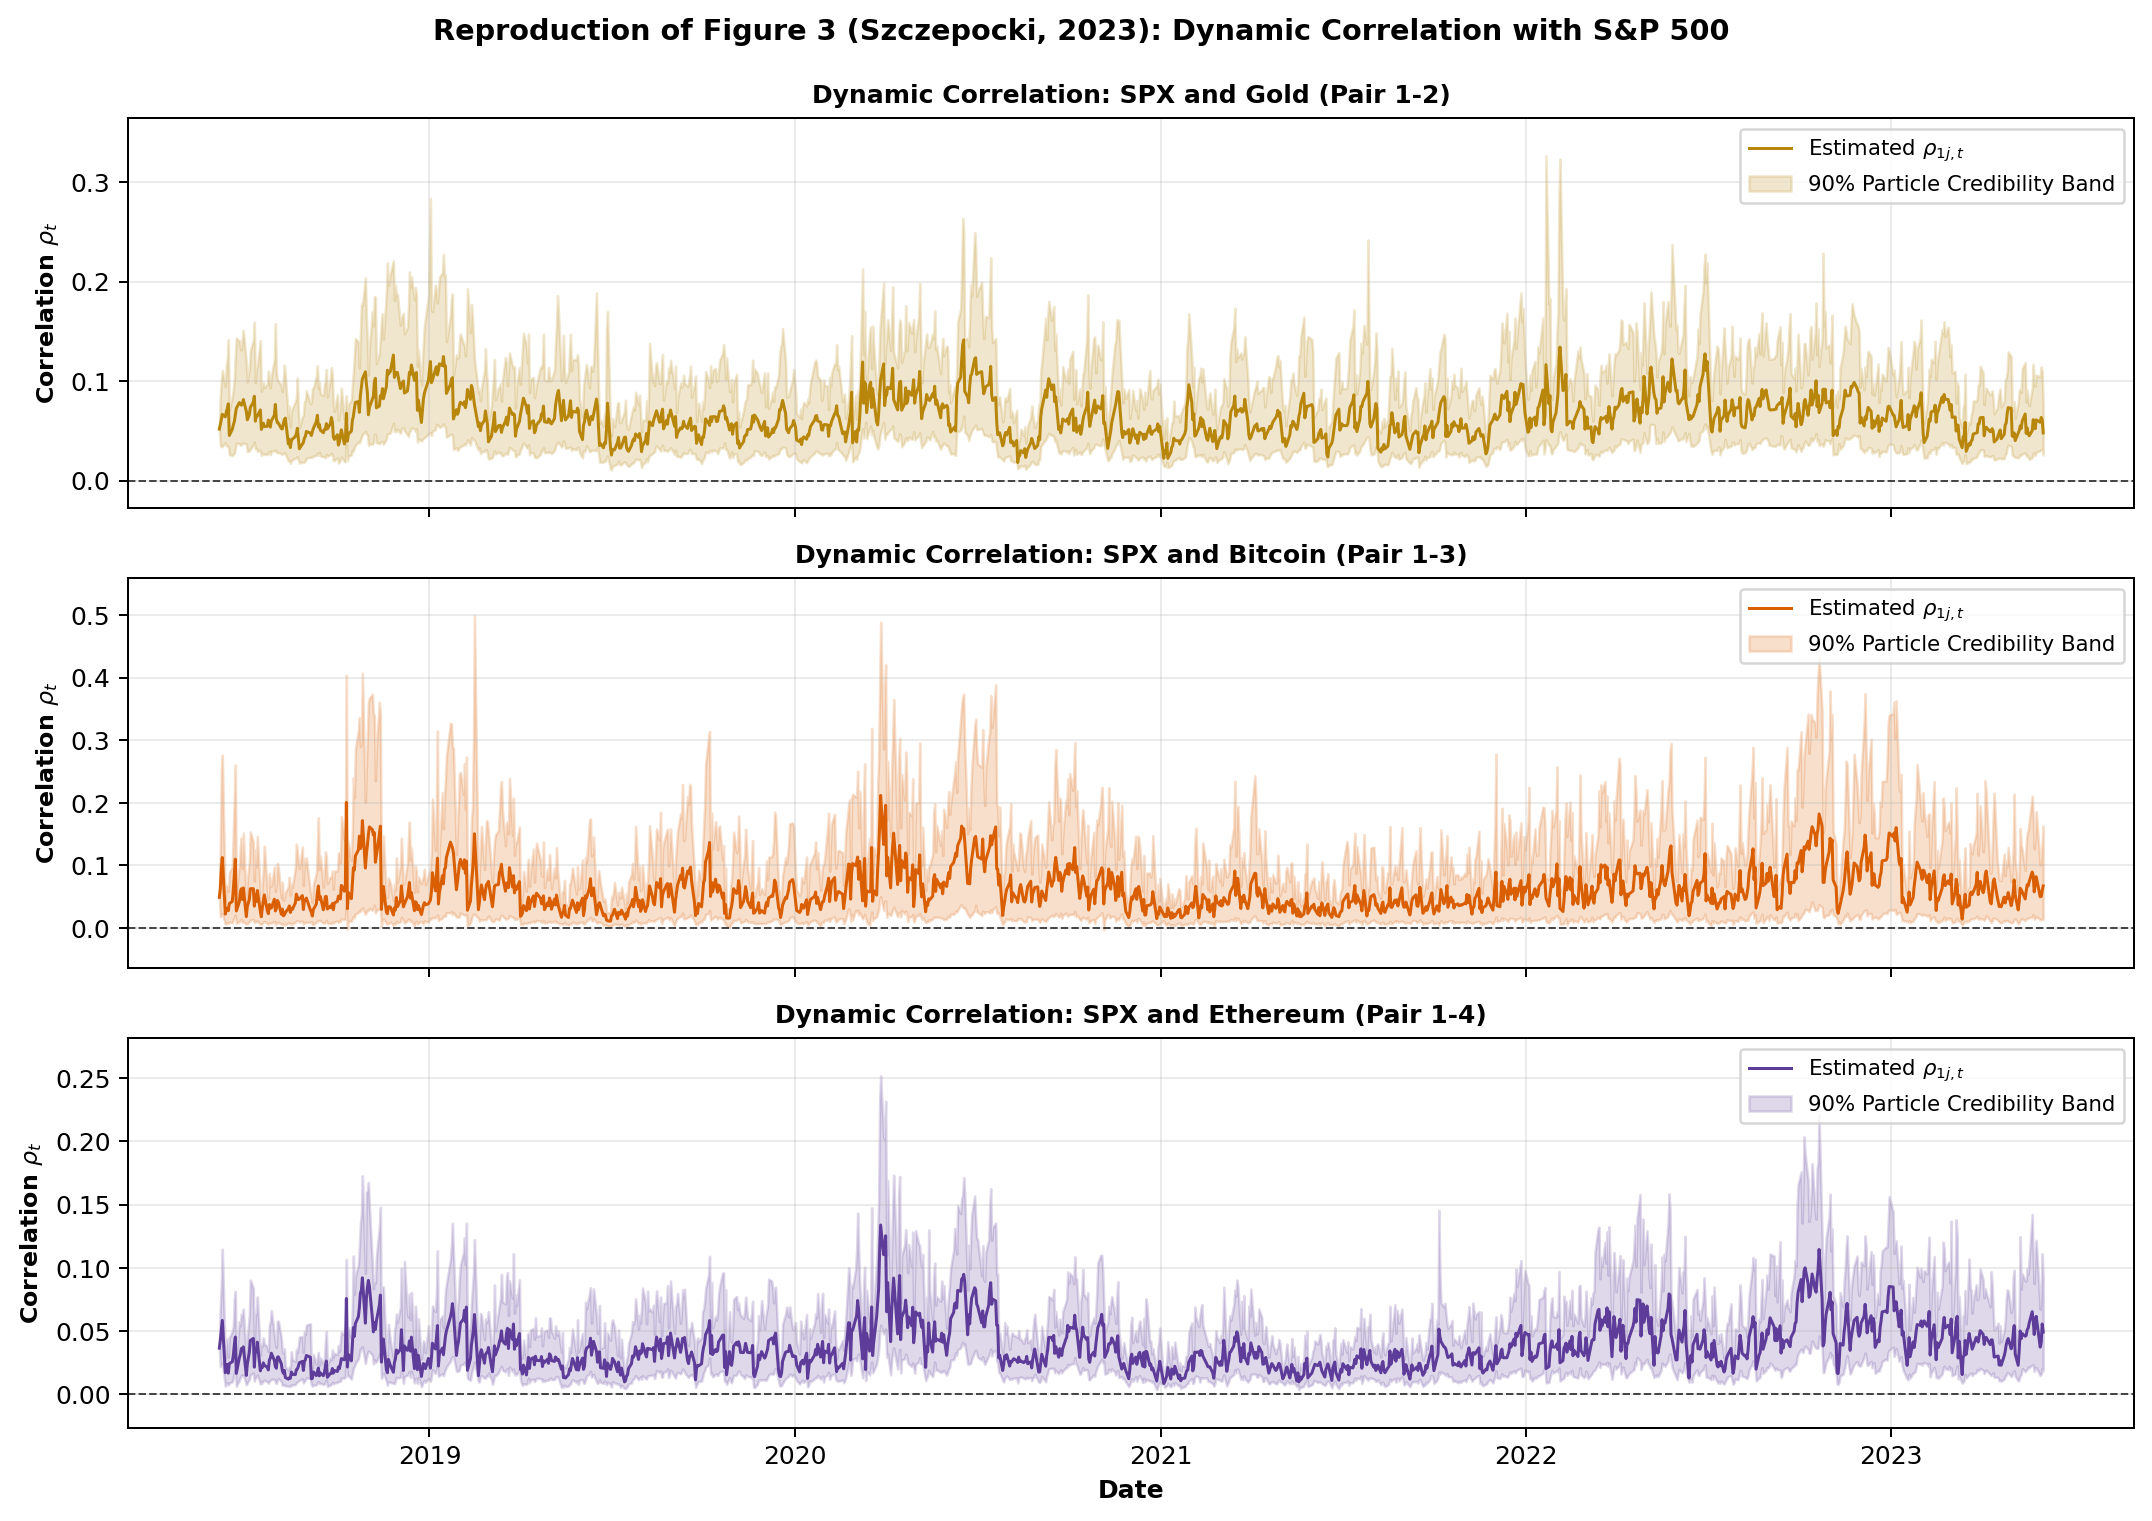 Reproduction of Figure 3 (Szczepocki, 2023): Dynamic Correlation with S&P 500
Dynamic Correlation: SPX and Gold (Pair 1-2)
Correlation ρt
0.3
0.2
0.1
0.0
Estimated ρ1j,t
90% Particle Credibility Band
Dynamic Correlation: SPX and Bitcoin (Pair 1-3)
Correlation ρt
0.5
0.4
0.3
0.2
0.1
0.0
Estimated ρ1j,t
90% Particle Credibility Band
Dynamic Correlation: SPX and Ethereum (Pair 1-4)
Correlation ρt
0.25
0.20
0.15
0.10
0.05
0.00
Estimated ρ1j,t
90% Particle Credibility Band
2019 2020 2021 2022 2023
Date